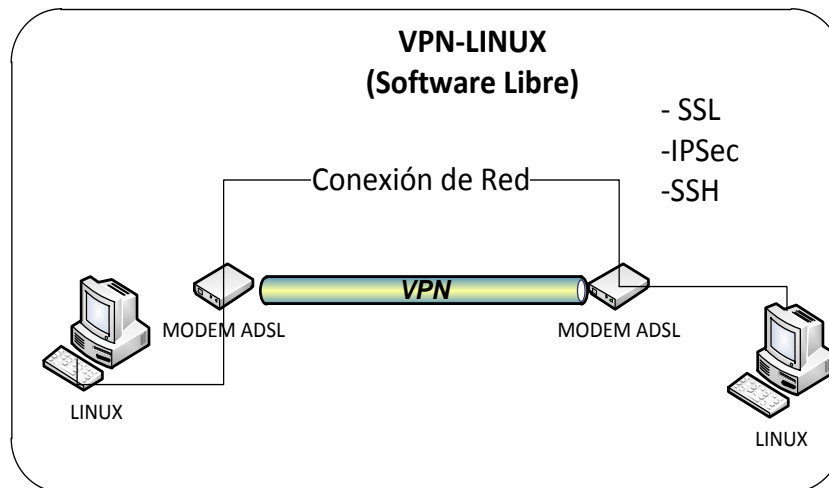 VPN-LINUX
(Software Libre)
- SSL
-IPSec
-SSH
Conexión de Red
VPN
MODEM ADSL
MODEM ADSL
LINUX
LINUX